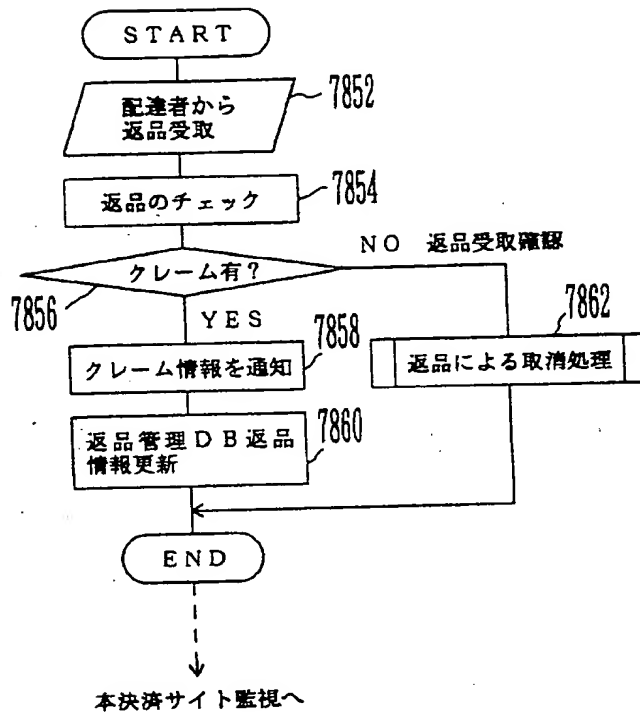 START
配達者から
返品受取
7852
返品のチェック
7854
NO 返品受取確認
クレーム有?
7856
YES
7858
7862
クレーム情報を通知
返品による取消処理
返品管理DB返品
情報更新
7860
END
本決済サイト監視へ